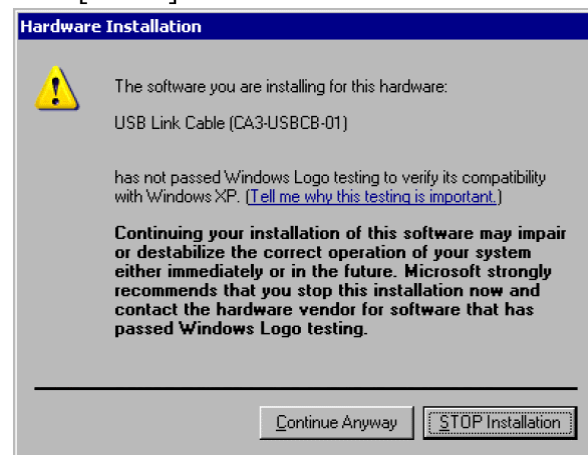 Hardware Installation
The software you are installing for this hardware:
USB Link Cable (CA3-USBCB-01)
has not passed Windows Logo testing to verify its compatibility
with Windows XP. (Tell me why this testing is important.)
Continuing your installation of this software may impair
or destabilize the correct operation of your system
either immediately or in the future. Microsoft strongly
recommends that you stop this installation now and
contact the hardware vendor for software that has
passed Windows Logo testing.
Continue Anyway
STOP Installation